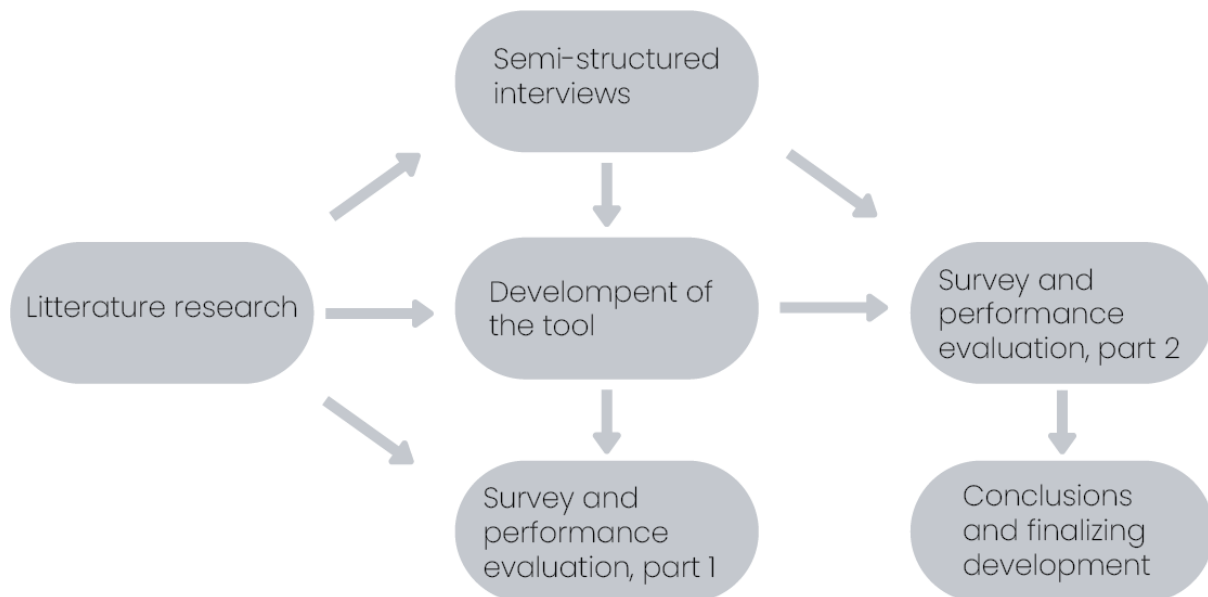 Semi-structured
interviews
Litterature research
Develompent of
the tool
Survey and
performance
evaluation, part 2
Survey and
performance
evaluation, part 1
Conclusions
and finalizing
development